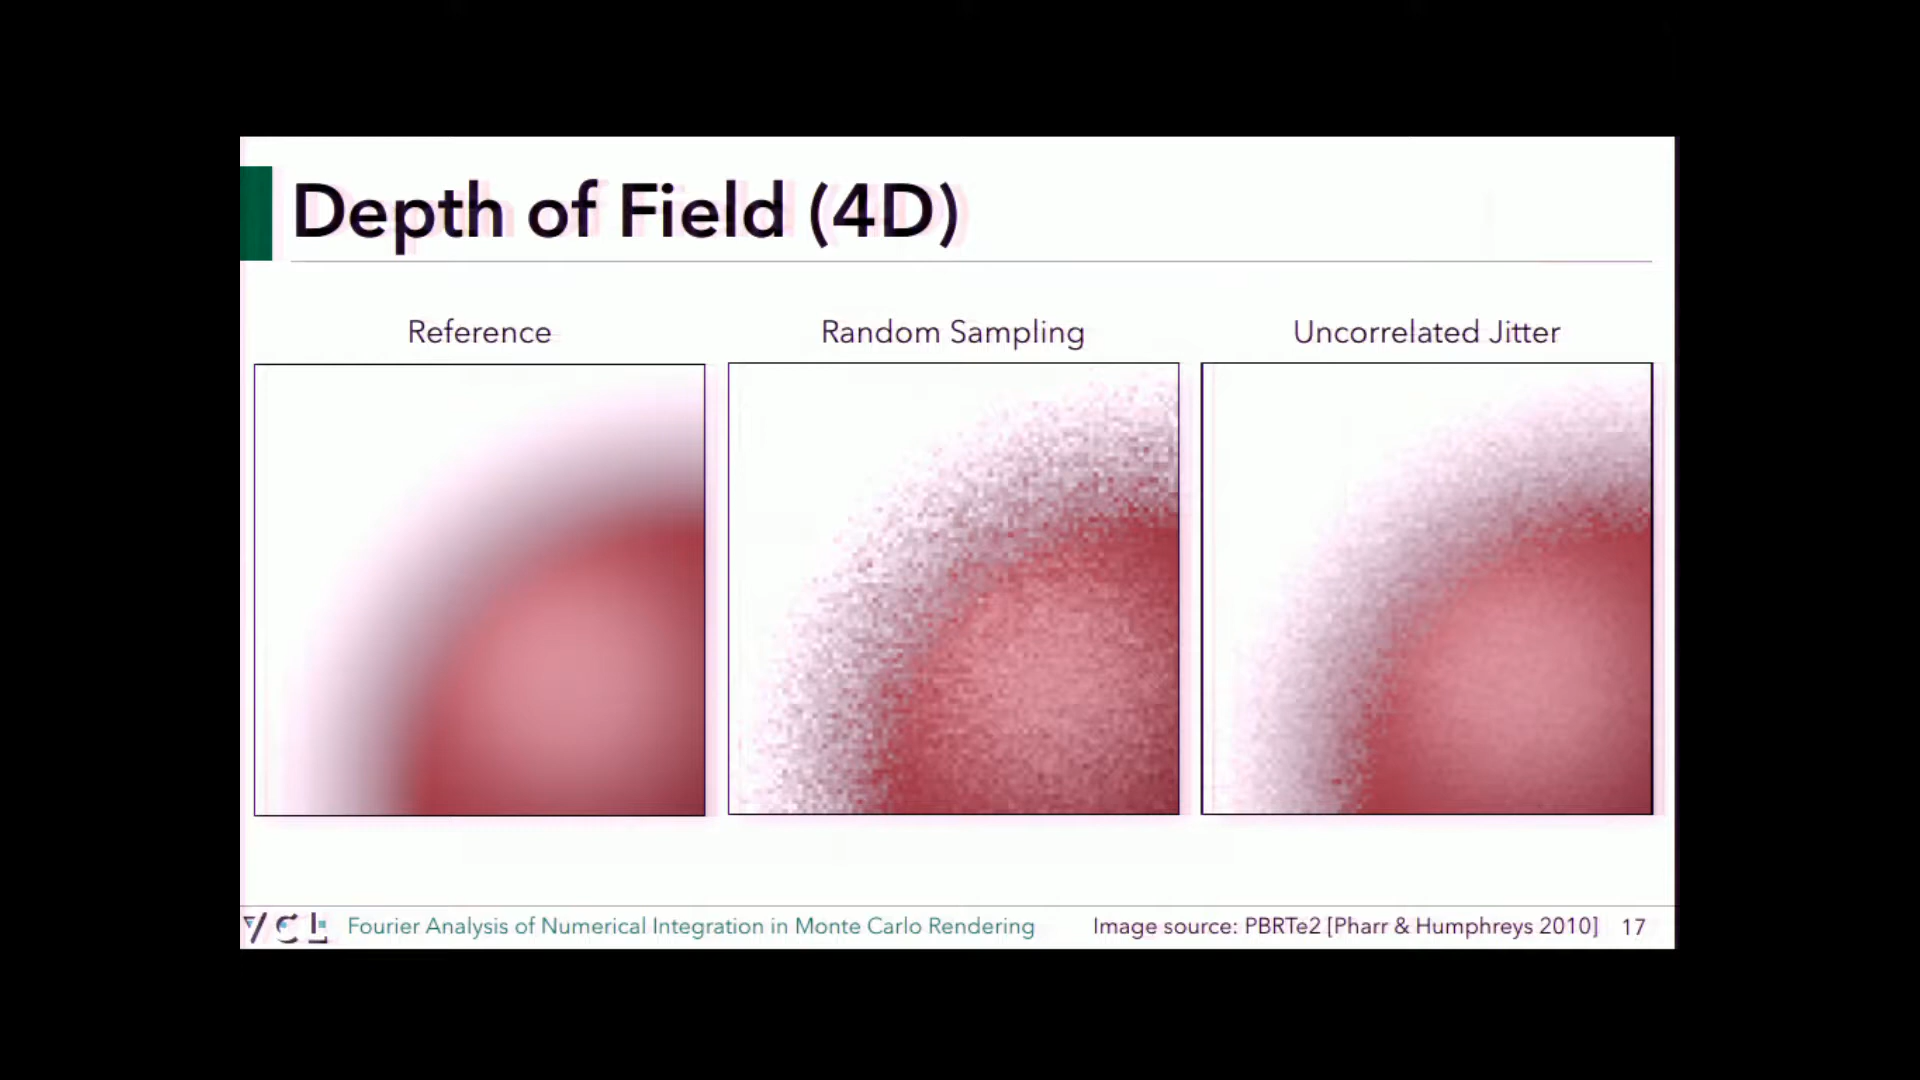 Depth of Field (4D)
Reference
Random Sampling
Uncorrelated Jitter
VCL
Fourier Analysis of Numerical Integration in Monte Carlo Rendering
Image source: PBRTe2 [Pharr & Humphreys 2010]
17